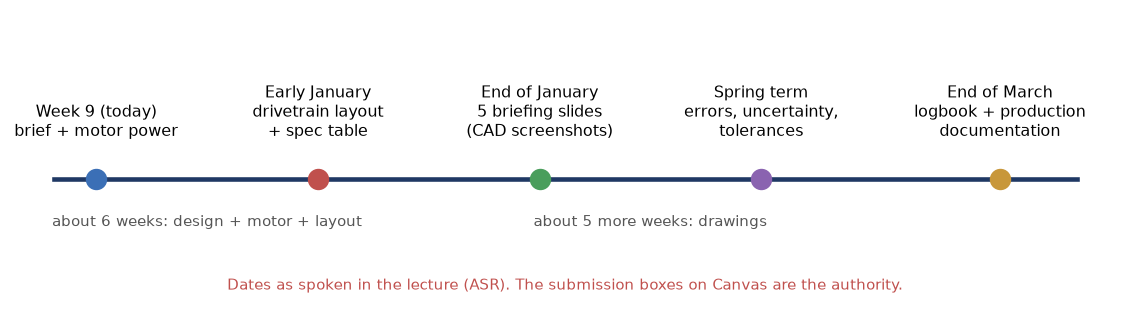 Week 9 (today)
brief + motor power
Early January
drivetrain layout
+ spec table
End of January
5 briefing slides
(CAD screenshots)
Spring term
errors, uncertainty,
tolerances
End of March
logbook + production
documentation
about 6 weeks: design + motor + layout
about 5 more weeks: drawings
Dates as spoken in the lecture (ASR). The submission boxes on Canvas are the authority.